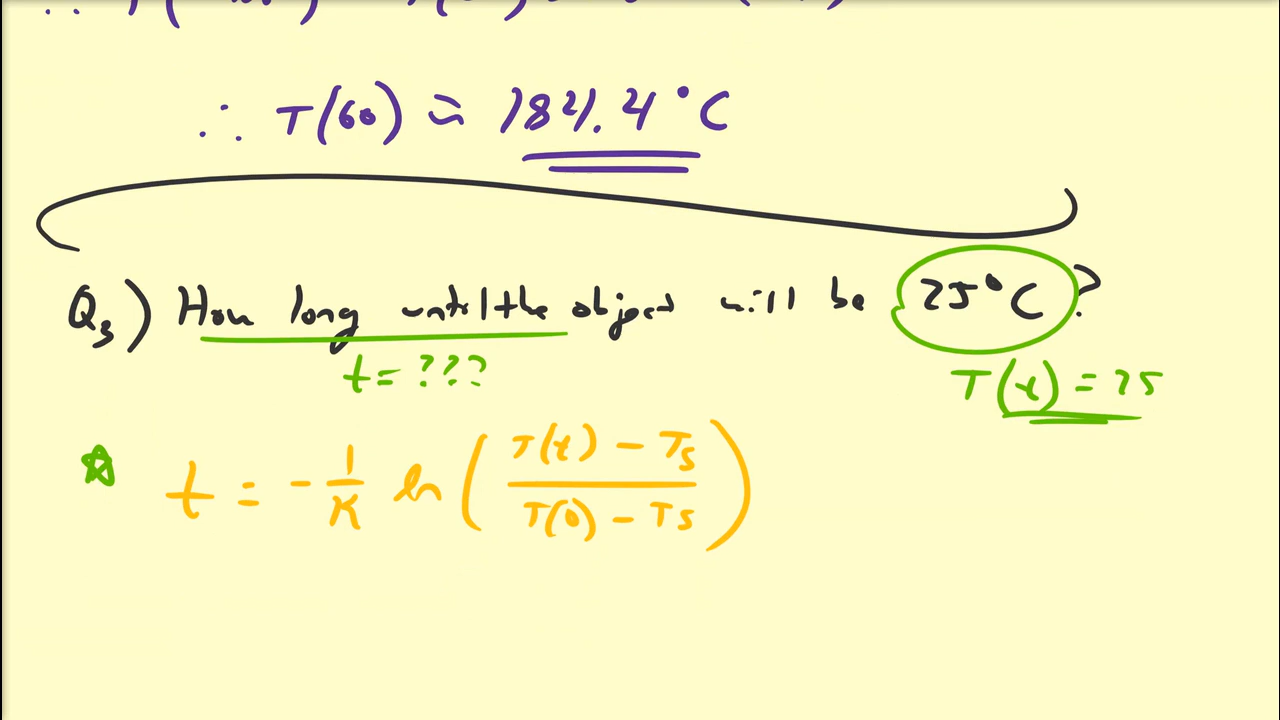 ∴ T(60) ≈ 184.4°C
Q3) How long until the object will be 25°C?
t = ???
T(t) = 25
☆ t = -1/K ln( (T(t) - Ts) / (T(0) - Ts) )